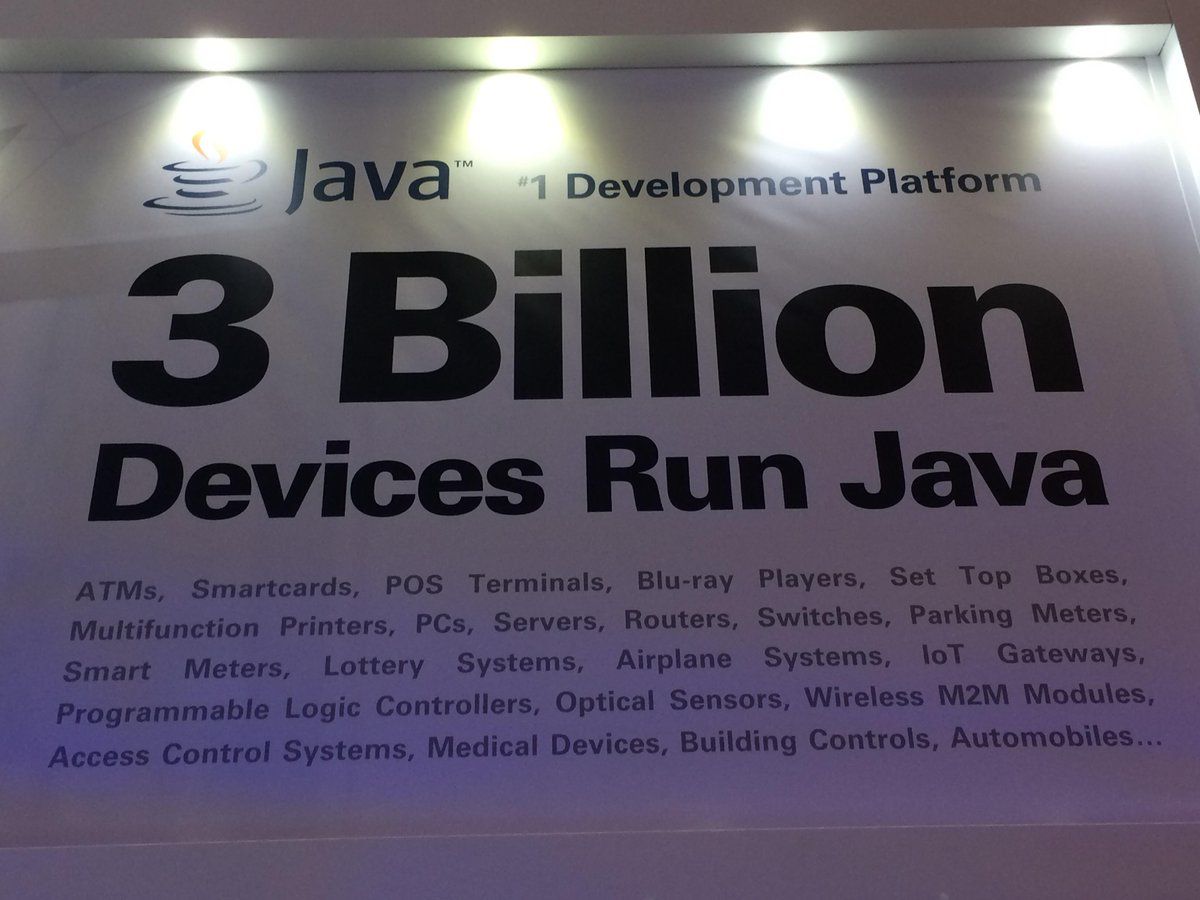 Java™ #1 Development Platform
3 Billion
Devices Run Java
ATMs, Smartcards, POS Terminals, Blu-ray Players, Set Top Boxes,
Multifunction Printers, PCs, Servers, Routers, Switches, Parking Meters,
Smart Meters, Lottery Systems, Airplane Systems, IoT Gateways,
Programmable Logic Controllers, Optical Sensors, Wireless M2M Modules,
Access Control Systems, Medical Devices, Building Controls, Automobiles...